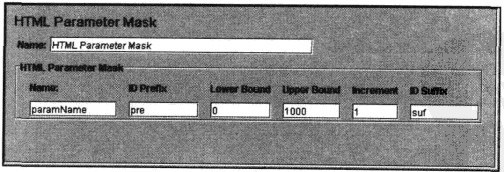 HTML Parameter Mask
Name: HTML Parameter Mask
HTML Parameter Mask
Name: ID Prefix Lower Bound Upper Bound Increment ID Suffix
paramName pre 0 1000 1 suf